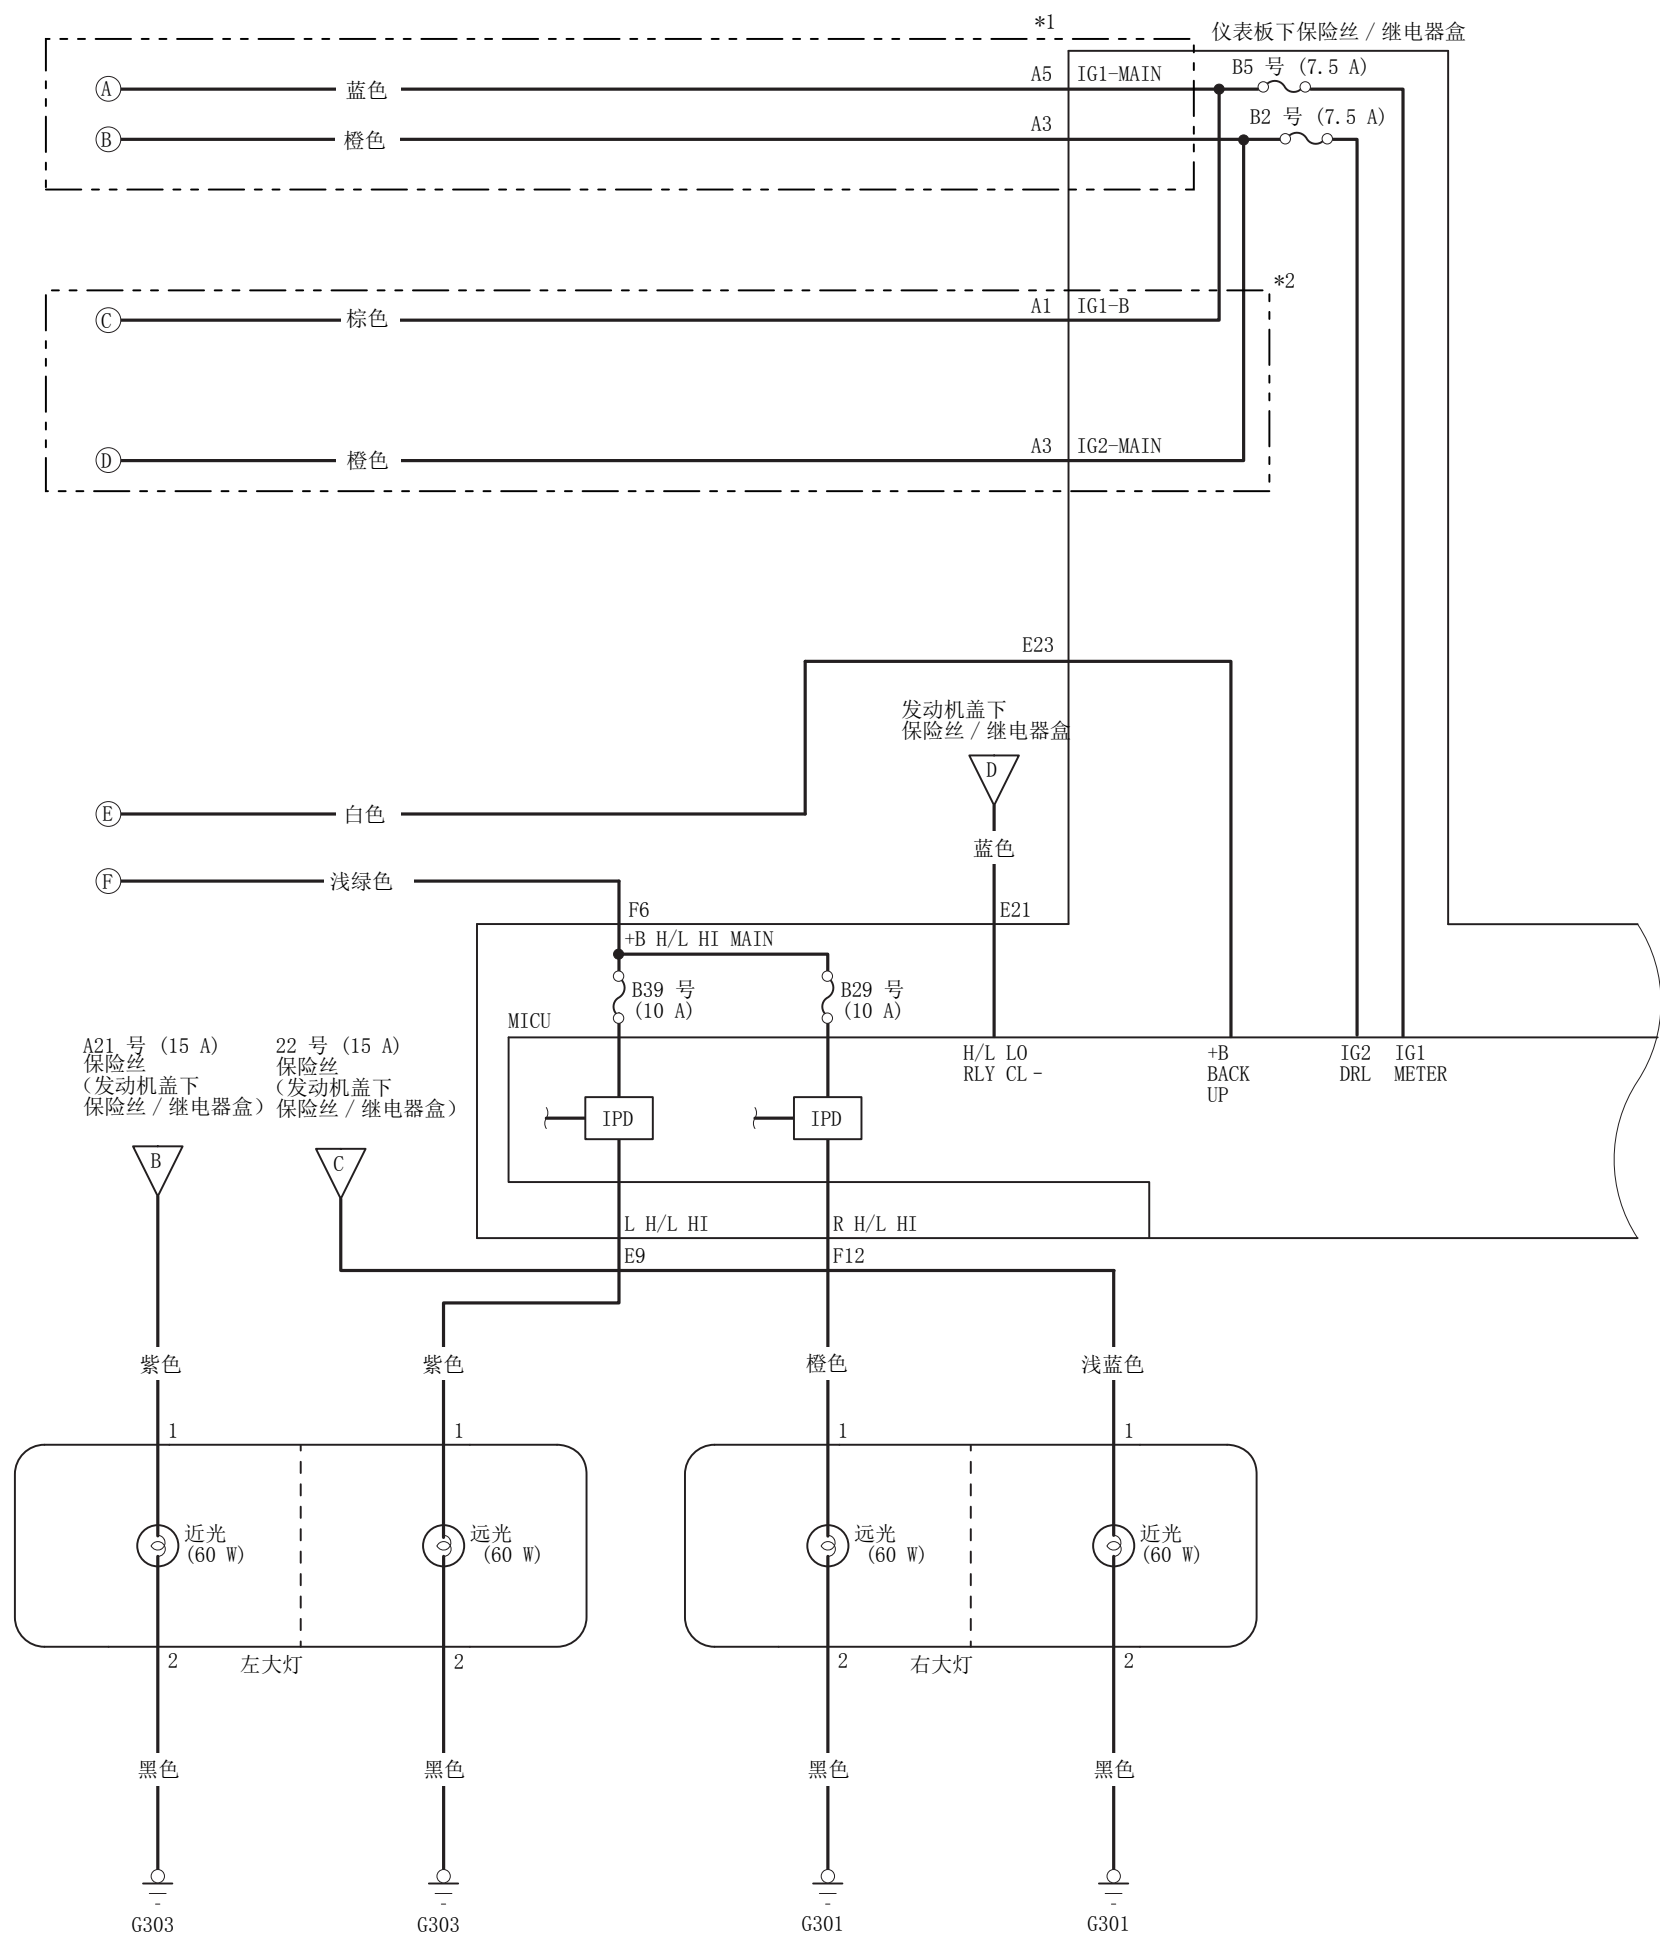 *1
仪表板下保险丝 / 继电器盒
A
蓝色
A5
IG1-MAIN
B5 号 (7.5 A)
B
橙色
A3
B2 号 (7.5 A)
*2
C
棕色
A1
IG1-B
D
橙色
A3
IG2-MAIN
E23
发动机盖下
保险丝 / 继电器盒
D
E
白色
蓝色
F
浅绿色
F6
E21
+B H/L HI MAIN
B39 号
(10 A)
B29 号
(10 A)
MICU
A21 号 (15 A)
保险丝
（发动机盖下
保险丝 / 继电器盒）
22 号 (15 A)
保险丝
（发动机盖下
保险丝 / 继电器盒）
H/L LO
RLY CL -
+B
BACK
UP
IG2
DRL
IG1
METER
IPD
IPD
B
C
L H/L HI
R H/L HI
E9
F12
紫色
紫色
橙色
浅蓝色
1
1
1
1
近光
(60 W)
远光
(60 W)
远光
(60 W)
近光
(60 W)
2
左大灯
2
2
右大灯
2
黑色
黑色
黑色
黑色
G303
G303
G301
G301